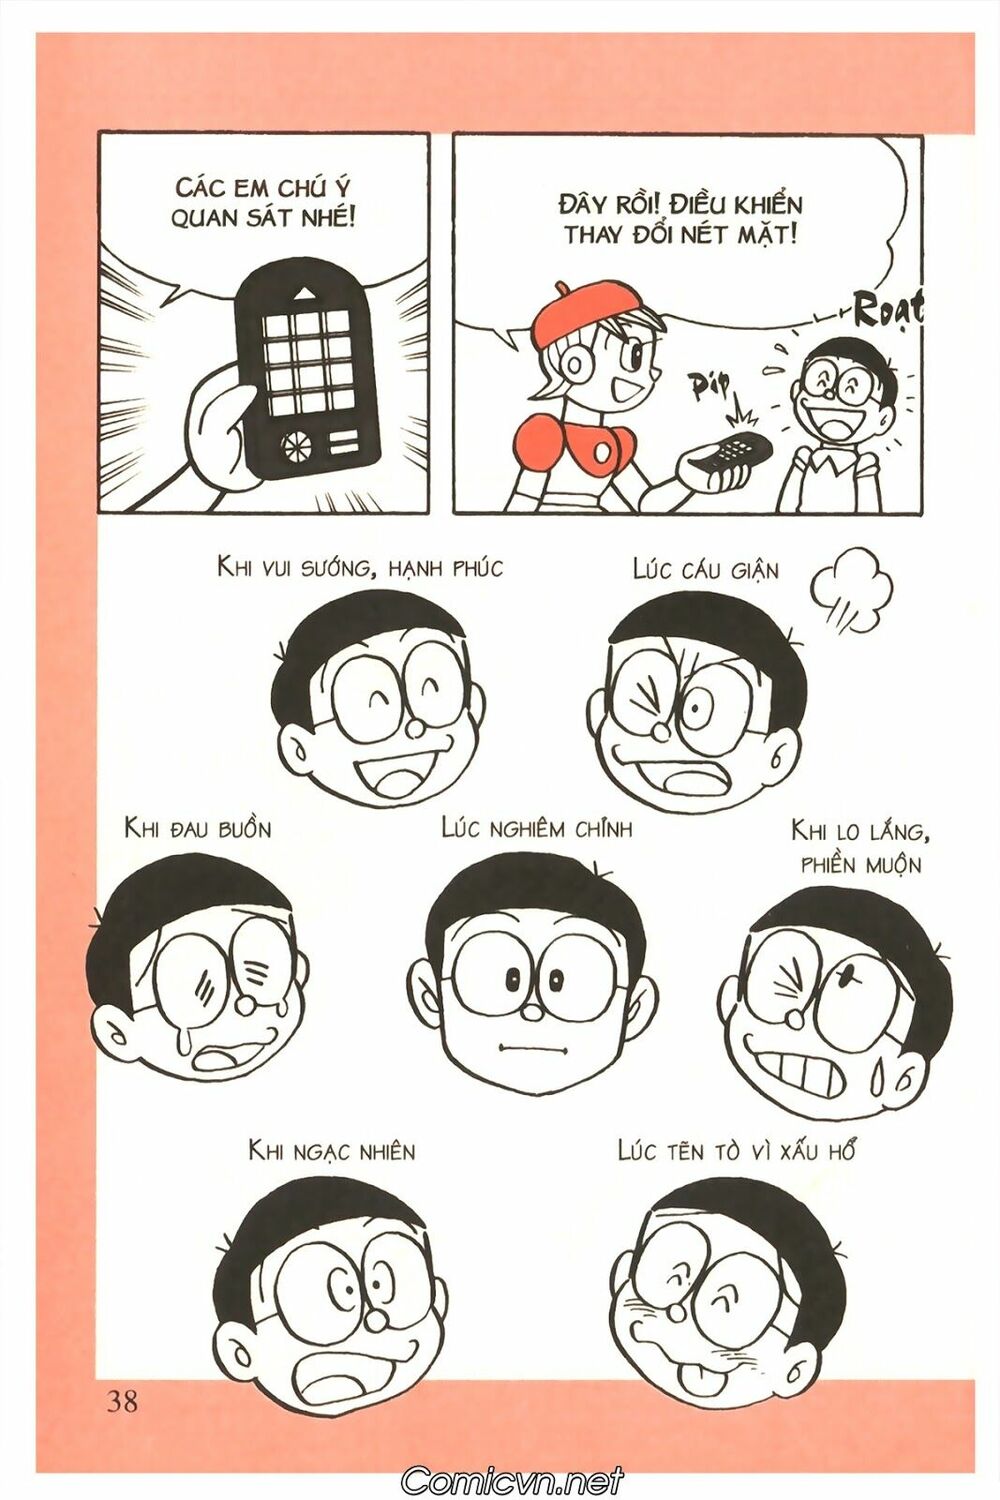 CÁC EM CHÚ Ý
QUAN SÁT NHÉ!
ĐÂY RỒI! ĐIỀU KHIỂN
THAY ĐỔI NÉT MẶT!
Roạt
Píp
KHI VUI SƯỚNG, HẠNH PHÚC
LÚC CÁU GIẬN
KHI ĐAU BUỒN
LÚC NGHIÊM CHỈNH
KHI LO LẮNG,
PHIỀN MUỘN
KHI NGẠC NHIÊN
LÚC TẼN TÒ VÌ XẤU HỔ
38
Comicvn.net